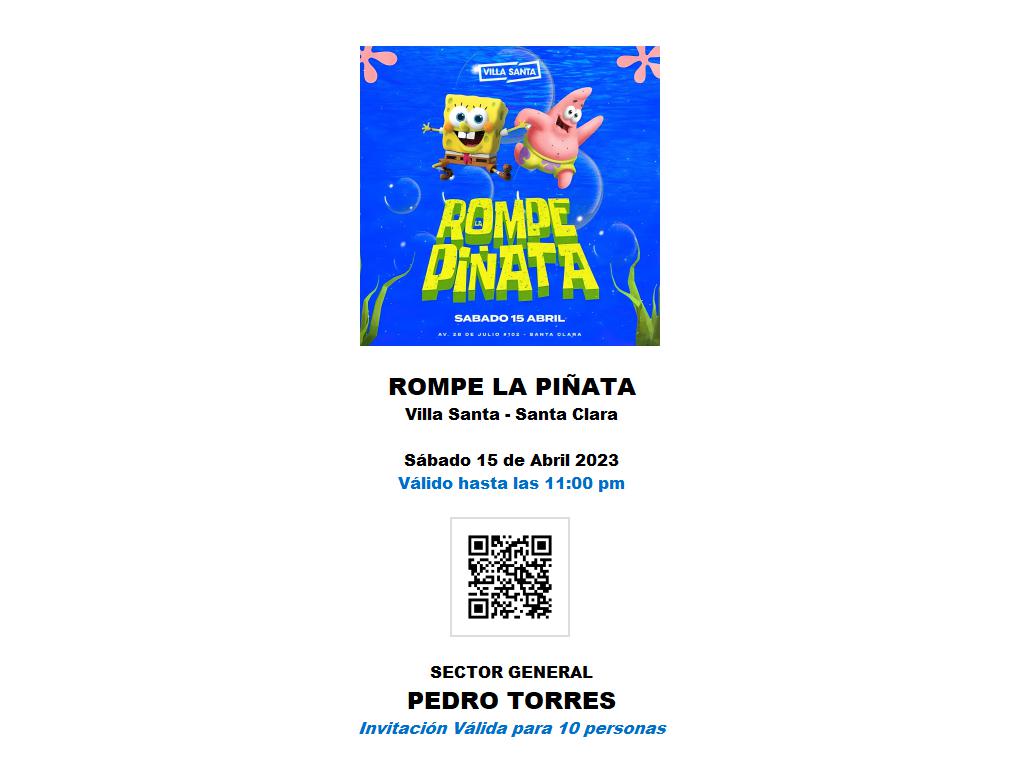 VILLA SANTA
ROMPE
LA
PIÑATA
SABADO 15 ABRIL
AV. 28 DE JULIO #102 - SANTA CLARA
ROMPE LA PIÑATA
Villa Santa - Santa Clara
Sábado 15 de Abril 2023
Válido hasta las 11:00 pm
SECTOR GENERAL
PEDRO TORRES
Invitación Válida para 10 personas